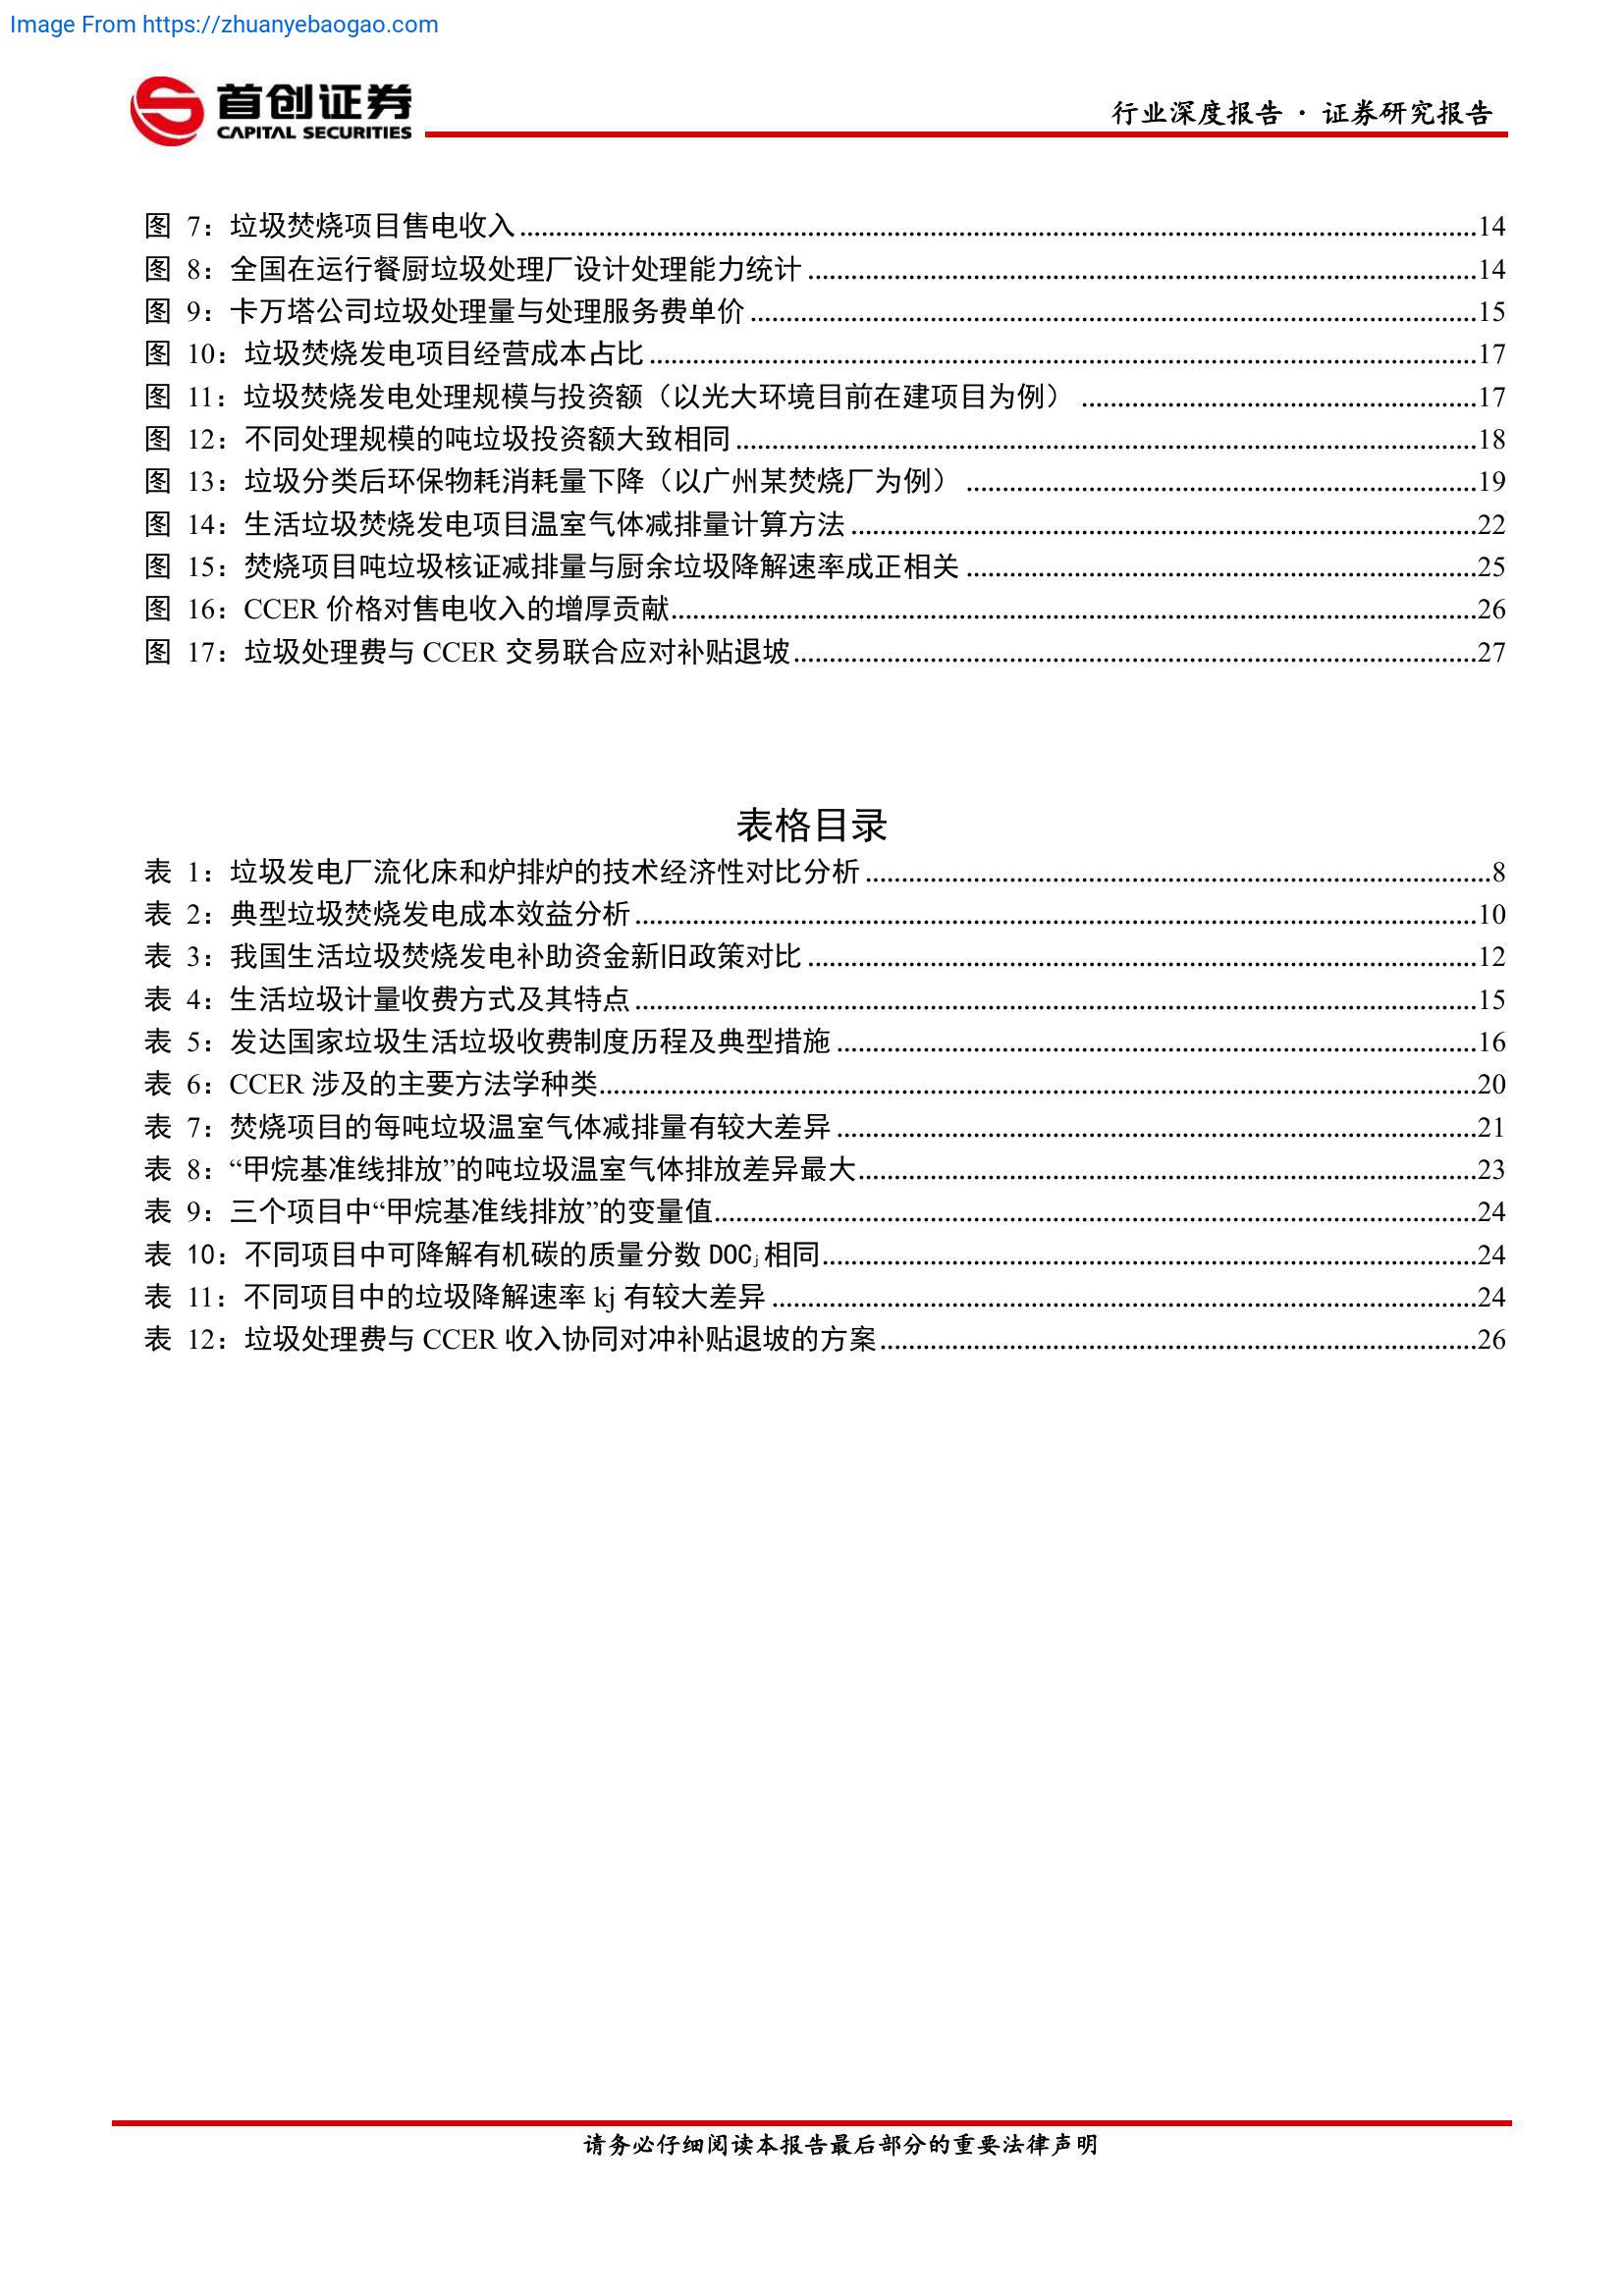 Image From https://zhuanyebaogao.com
首创证券
CAPITAL SECURITIES
行业深度报告 · 证券研究报告
图 7：垃圾焚烧项目售电收入................14
图 8：全国在运行餐厨垃圾处理厂设计处理能力统计................14
图 9：卡万塔公司垃圾处理量与处理服务费单价................15
图 10：垃圾焚烧发电项目经营成本占比................17
图 11：垃圾焚烧发电处理规模与投资额（以光大环境目前在建项目为例）................17
图 12：不同处理规模的吨垃圾投资额大致相同................18
图 13：垃圾分类后环保物耗消耗量下降（以广州某焚烧厂为例）................19
图 14：生活垃圾焚烧发电项目温室气体减排量计算方法................22
图 15：焚烧项目吨垃圾核证减排量与厨余垃圾降解速率成正相关................25
图 16：CCER 价格对售电收入的增厚贡献................26
图 17：垃圾处理费与 CCER 交易联合应对补贴退坡................27
表格目录
表 1：垃圾发电厂流化床和炉排炉的技术经济性对比分析................8
表 2：典型垃圾焚烧发电成本效益分析................10
表 3：我国生活垃圾焚烧发电补助资金新旧政策对比................12
表 4：生活垃圾计量收费方式及其特点................15
表 5：发达国家垃圾生活垃圾收费制度历程及典型措施................16
表 6：CCER 涉及的主要方法学种类................20
表 7：焚烧项目的每吨垃圾温室气体减排量有较大差异................21
表 8：“甲烷基准线排放”的吨垃圾温室气体排放差异最大................23
表 9：三个项目中“甲烷基准线排放”的变量值................24
表 10：不同项目中可降解有机碳的质量分数 DOCj 相同................24
表 11：不同项目中的垃圾降解速率 kj 有较大差异................24
表 12：垃圾处理费与 CCER 收入协同对冲补贴退坡的方案................26
请务必仔细阅读本报告最后部分的重要法律声明